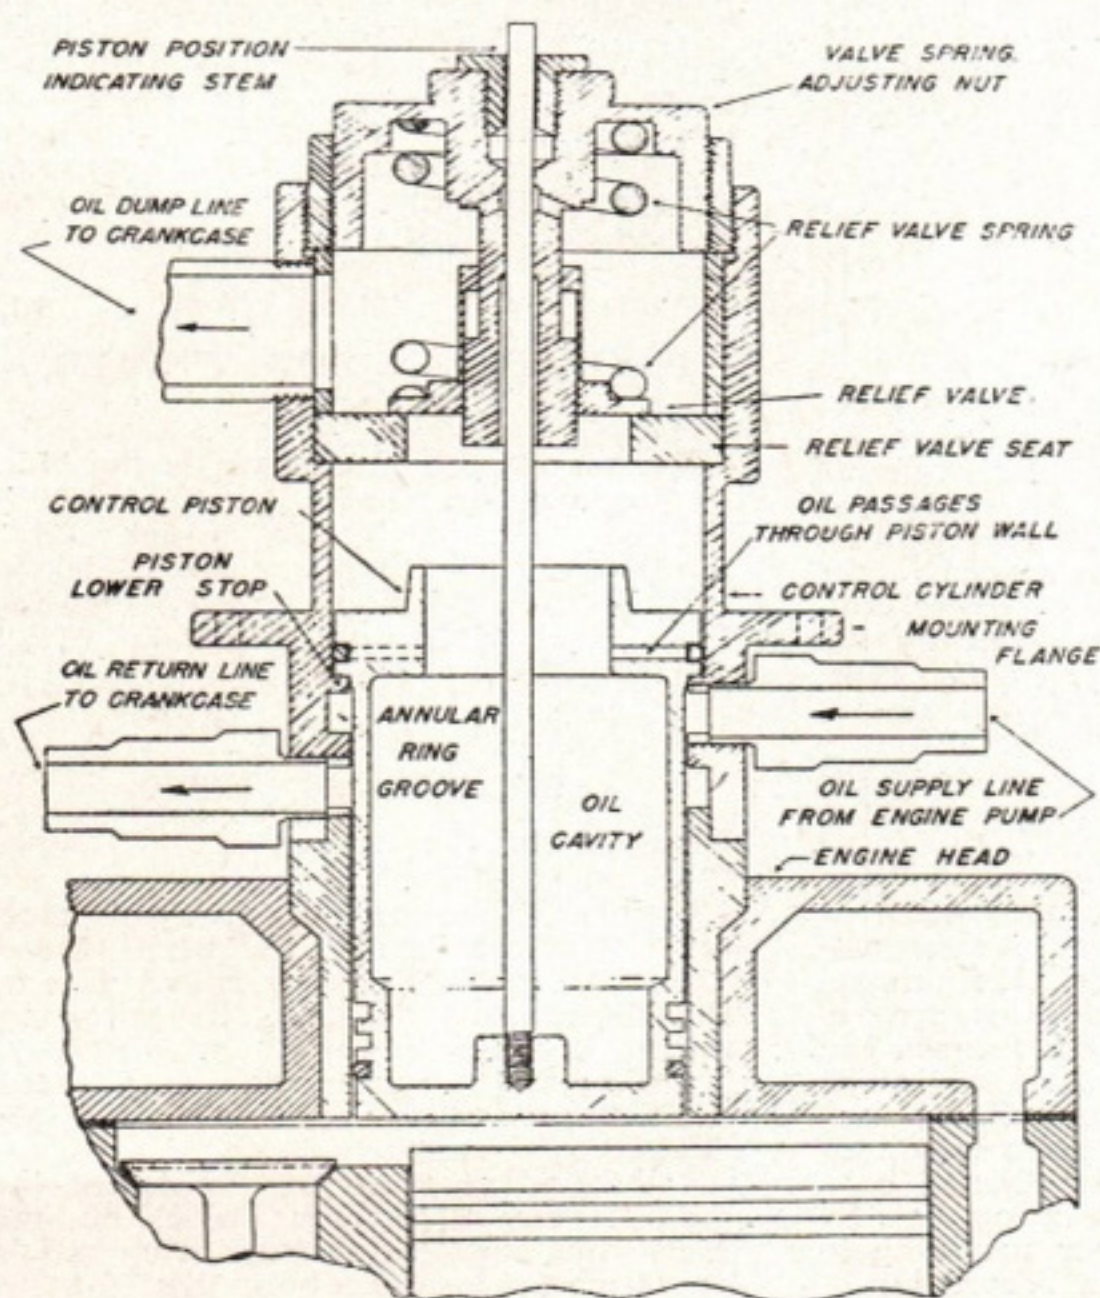 PISTON POSITION
INDICATING STEM
VALVE SPRING
ADJUSTING NUT
OIL DUMP LINE
TO CRANKCASE
RELIEF VALVE SPRING
RELIEF VALVE
RELIEF VALVE SEAT
CONTROL PISTON
OIL PASSAGES
THROUGH PISTON WALL
PISTON
LOWER STOP
CONTROL CYLINDER
MOUNTING
FLANGE
OIL RETURN LINE
TO CRANKCASE
ANNULAR
RING
GROOVE
OIL
CAVITY
OIL SUPPLY LINE
FROM ENGINE PUMP
ENGINE HEAD